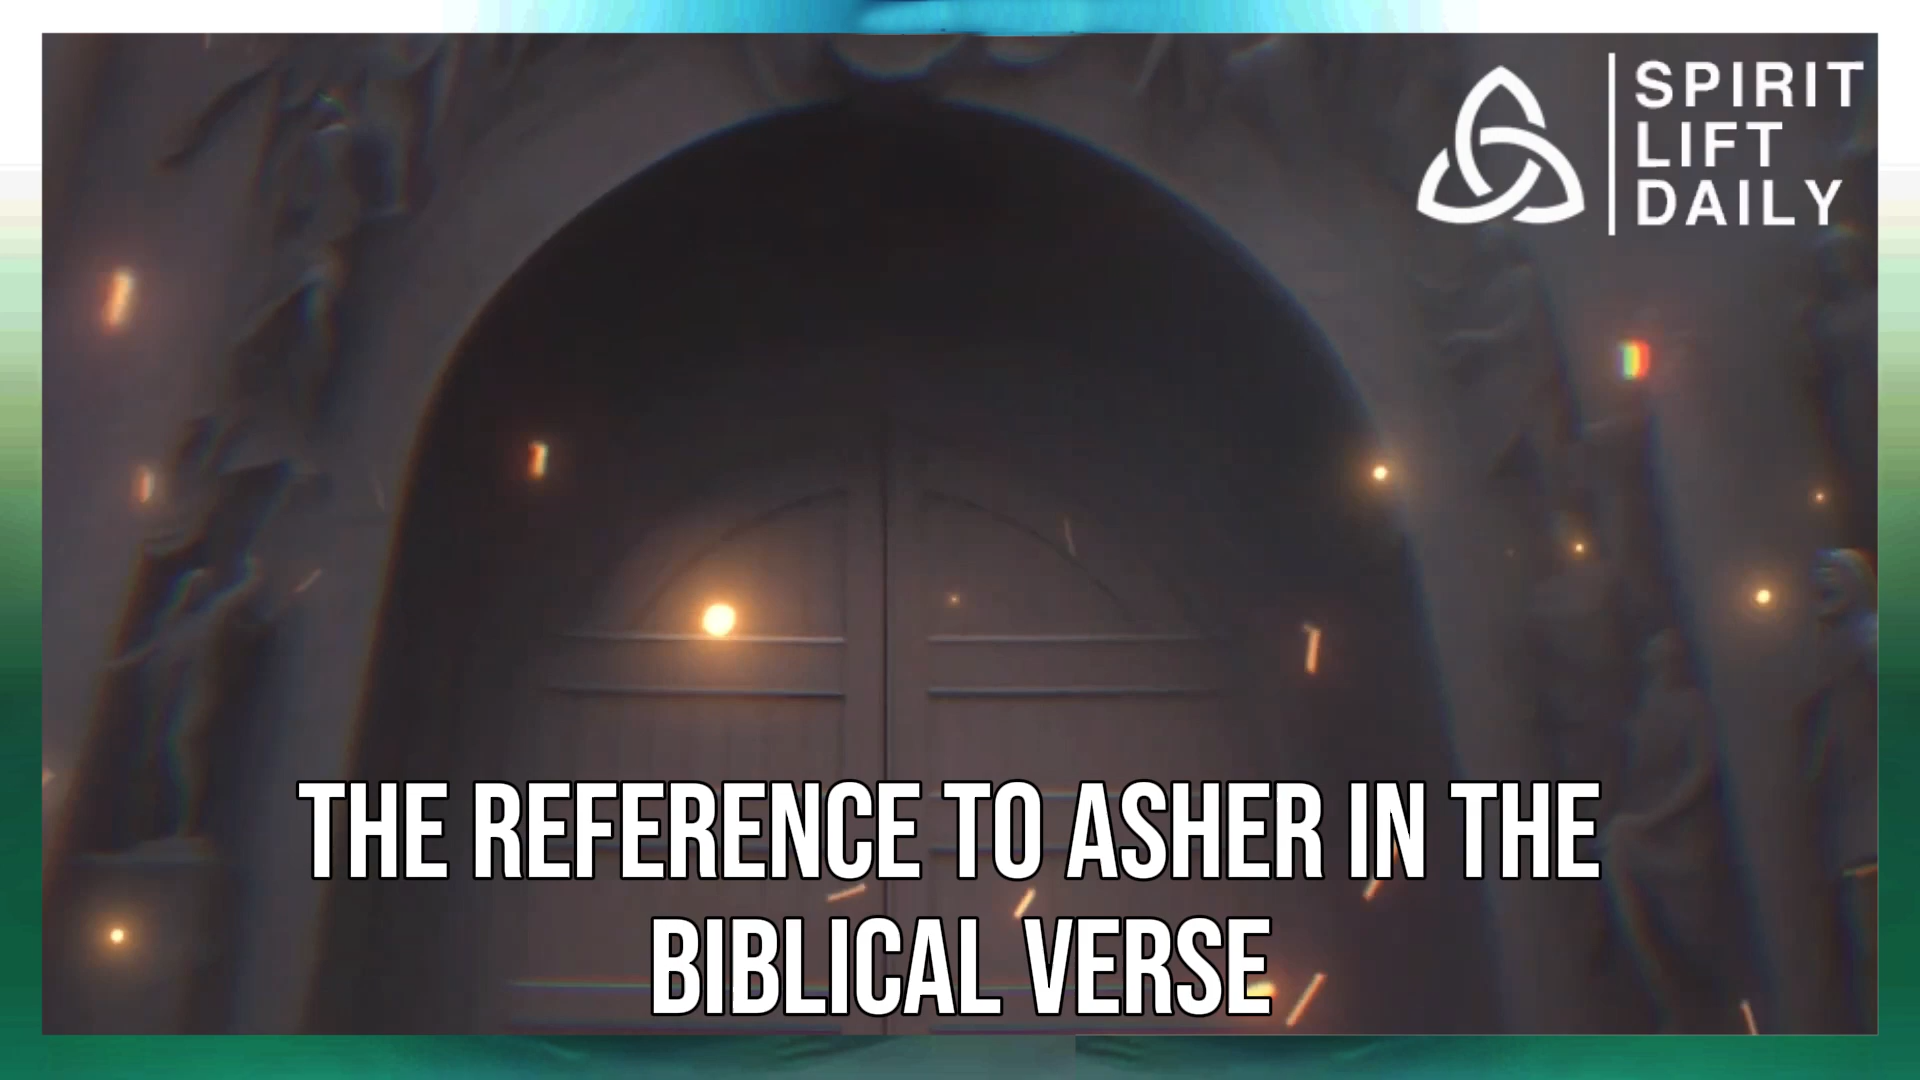 SPIRIT
LIFT
DAILY
THE REFERENCE TO ASHER IN THE
BIBLICAL VERSE